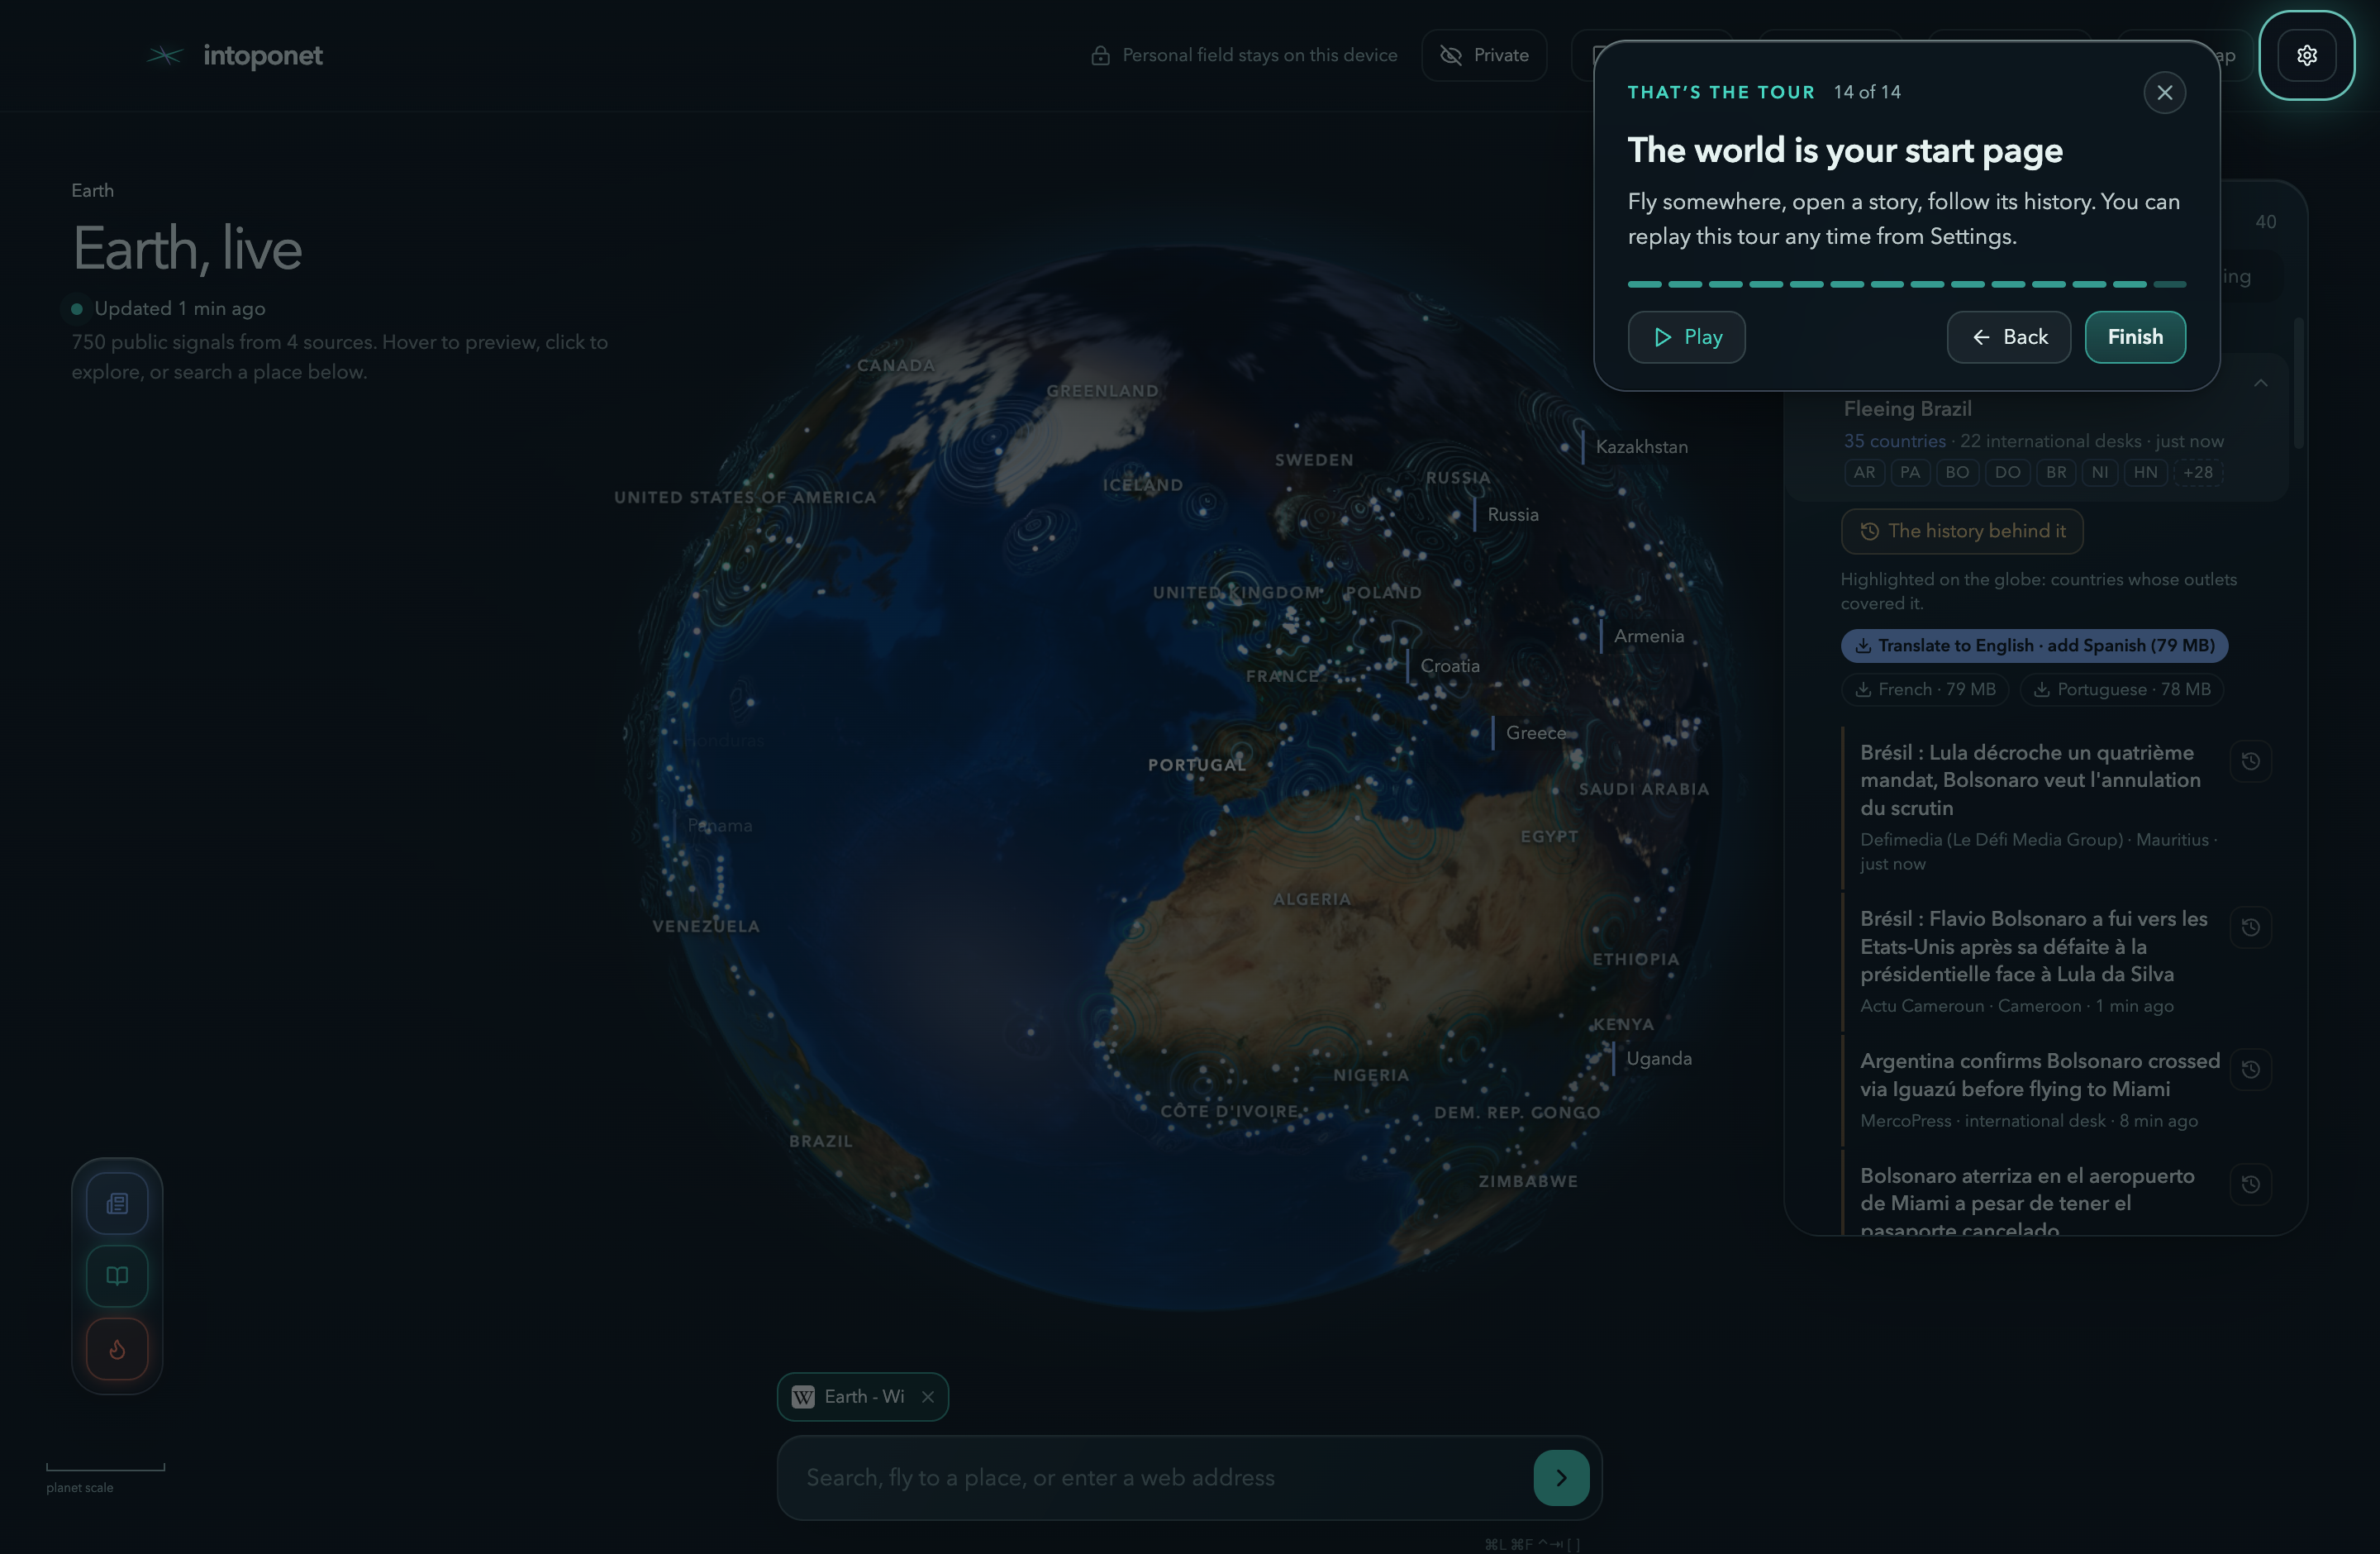 intoponet
Personal field stays on this device
Private
THAT'S THE TOUR 14 of 14
The world is your start page
Fly somewhere, open a story, follow its history. You can
replay this tour any time from Settings.
Play
Back
Finish
Earth
Earth, live
Updated 1 min ago
750 public signals from 4 sources. Hover to preview, click to
explore, or search a place below.
40
Fleeing Brazil
35 countries · 22 international desks · just now
AR PA BO DO BR NI HN +28
The history behind it
Highlighted on the globe: countries whose outlets
covered it.
Translate to English · add Spanish (79 MB)
French · 79 MB
Portuguese · 78 MB
Brésil : Lula décroche un quatrième
mandat, Bolsonaro veut l'annulation
du scrutin
Defimedia (Le Défi Media Group) · Mauritius ·
just now
Brésil : Flavio Bolsonaro a fui vers les
Etats-Unis après sa défaite à la
présidentielle face à Lula da Silva
Actu Cameroun · Cameroon · 1 min ago
Argentina confirms Bolsonaro crossed
via Iguazú before flying to Miami
MercoPress · international desk · 8 min ago
Bolsonaro aterriza en el aeropuerto
de Miami a pesar de tener el
pasaporte cancelado
CANADA
GREENLAND
Kazakhstan
SWEDEN
RUSSIA
ICELAND
UNITED STATES OF AMERICA
Russia
UNITED KINGDOM
POLAND
Armenia
Croatia
FRANCE
Greece
Honduras
PORTUGAL
SAUDI ARABIA
Panama
EGYPT
ALGERIA
VENEZUELA
ETHIOPIA
KENYA
Uganda
NIGERIA
CÔTE D'IVOIRE
DEM. REP. CONGO
BRAZIL
ZIMBABWE
Earth - Wi
Search, fly to a place, or enter a web address
planet scale
⌘L ⌘F ^⇥ [ ]